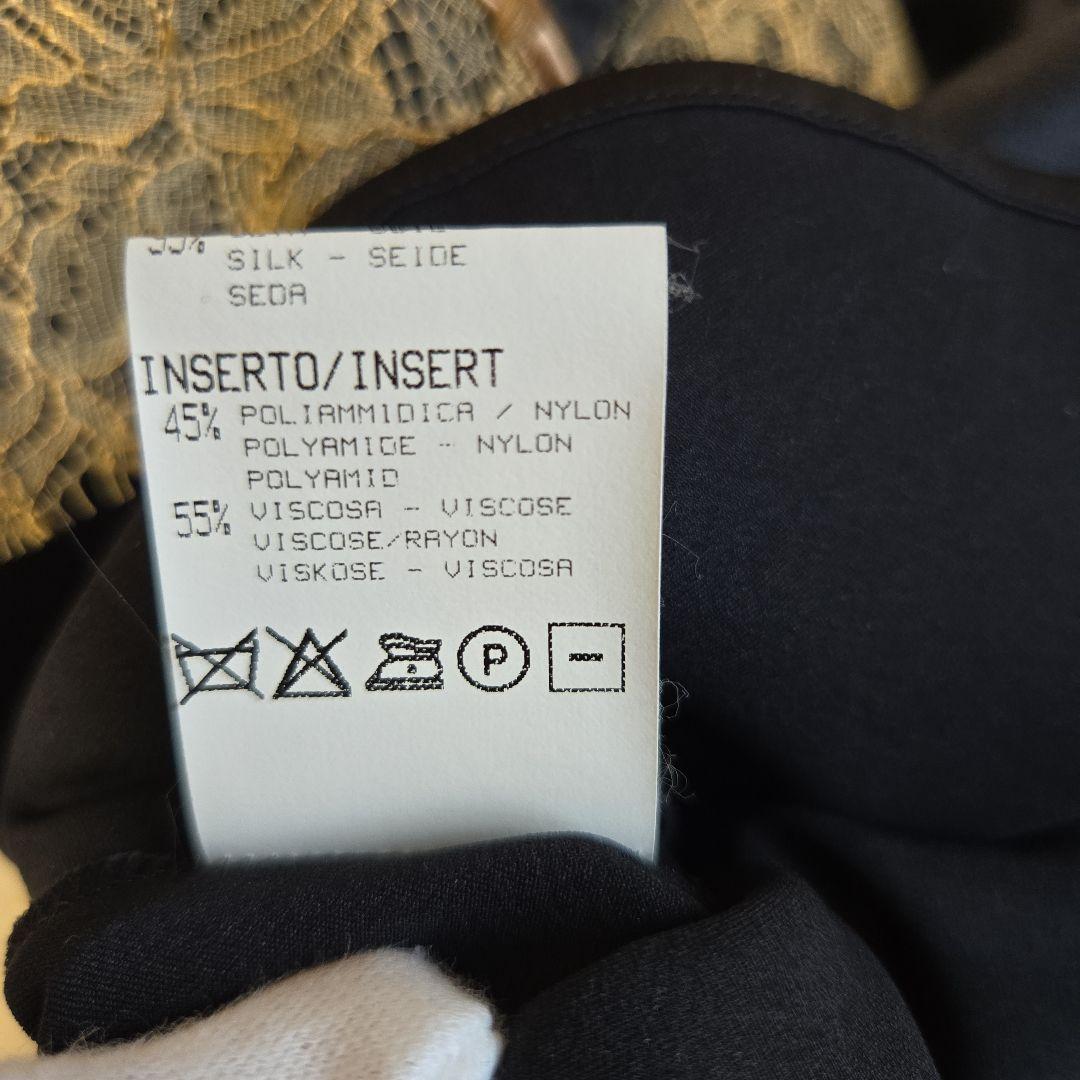 SILK - SEIDE
SEDA
INSERTO/INSERT
45% POLIAMMIDICA / NYLON
POLYAMIDE - NYLON
POLYAMID
55% VISCOSA - VISCOSE
VISCOSE/RAYON
VISKOSE - VISCOSA
P